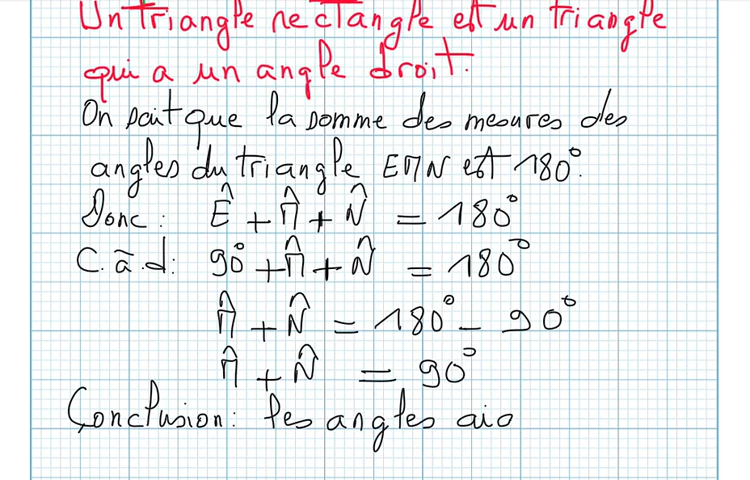 Un triangle rectangle est un triangle
qui a un angle droit.
On sait que la somme des mesures des
angles du triangle EMN est 180°.
Donc : Ê + M̂ + N̂ = 180°
C.à.d : 90° + M̂ + N̂ = 180°
M̂ + N̂ = 180° - 90°
M̂ + N̂ = 90°
Conclusion : les angles aio